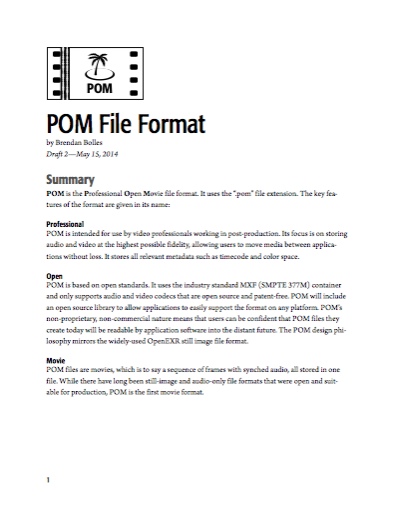 POM
POM File Format
by Brendan Bolles
Draft 2—May 15, 2014
Summary
POM is the Professional Open Movie file format. It uses the “.pom” file extension. The key fea-
tures of the format are given in its name:
Professional
POM is intended for use by video professionals working in post-production. Its focus is on storing
audio and video at the highest possible fidelity, allowing users to move media between applica-
tions without loss. It stores all relevant metadata such as timecode and color space.
Open
POM is based on open standards. It uses the industry standard MXF (SMPTE 377M) container
and only supports audio and video codecs that are open source and patent-free. POM will include
an open source library to allow applications to easily support the format on any platform. POM’s
non-proprietary, non-commercial nature means that users can be confident that POM files they
create today will be readable by application software into the distant future. The POM design phi-
losophy mirrors the widely-used OpenEXR still image file format.
Movie
POM files are movies, which is to say a sequence of frames with synched audio, all stored in one
file. While there have long been still-image and audio-only file formats that were open and suit-
able for production, POM is the first movie format.
1